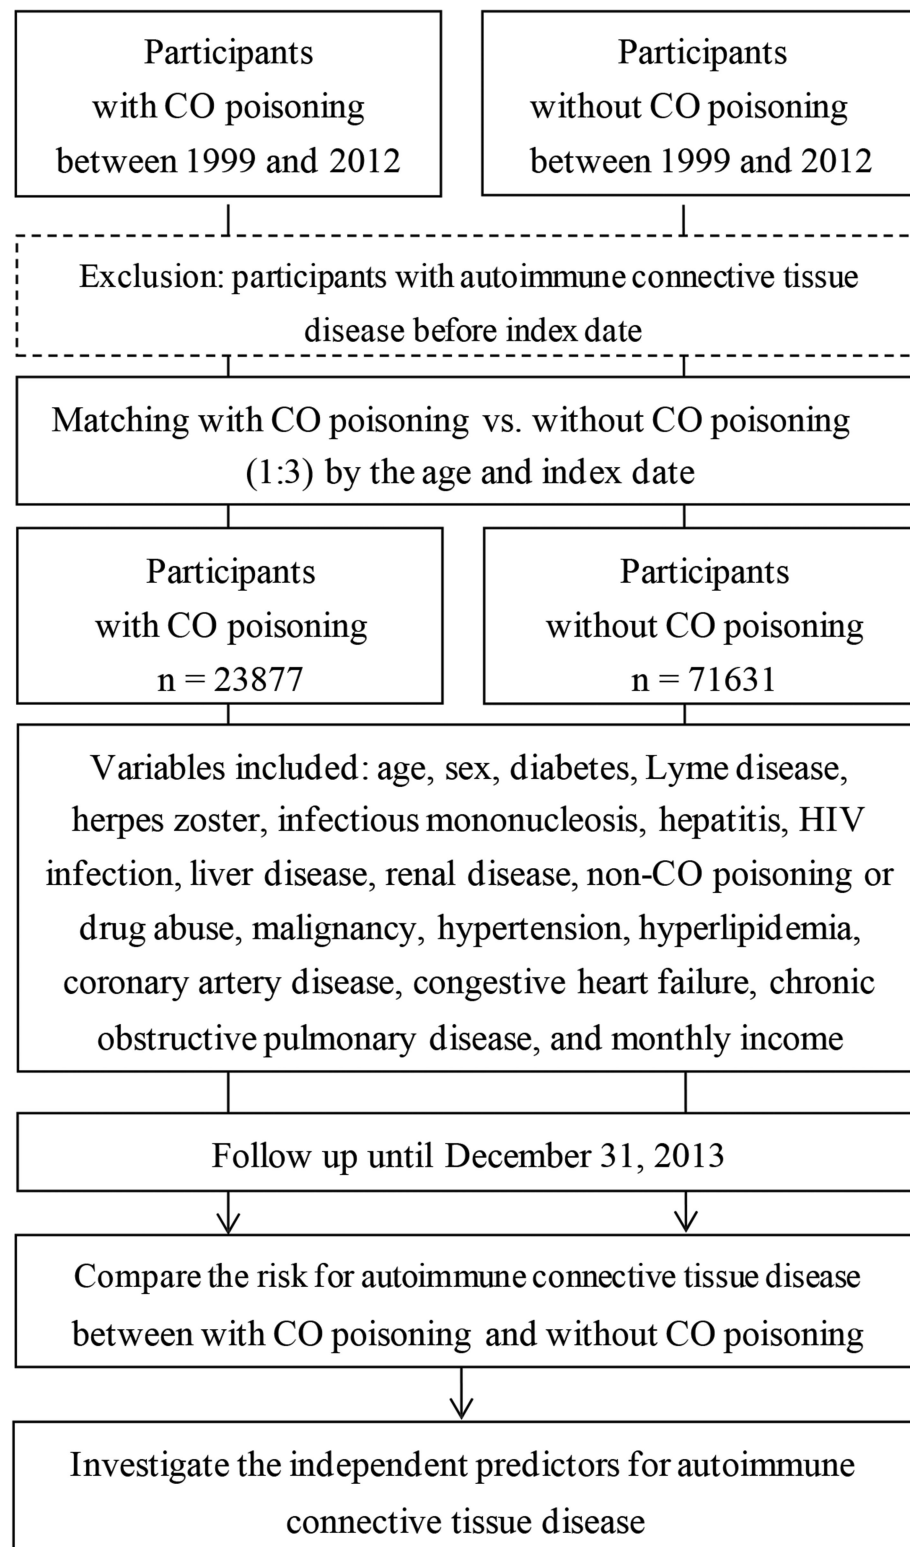 Participants
with CO poisoning
between 1999 and 2012
Participants
without CO poisoning
between 1999 and 2012
Exclusion: participants with autoimmune connective tissue
disease before index date
Matching with CO poisoning vs. without CO poisoning
(1:3) by the age and index date
Participants
with CO poisoning
n = 23877
Participants
without CO poisoning
n = 71631
Variables included: age, sex, diabetes, Lyme disease,
herpes zoster, infectious mononucleosis, hepatitis, HIV
infection, liver disease, renal disease, non-CO poisoning or
drug abuse, malignancy, hypertension, hyperlipidemia,
coronary artery disease, congestive heart failure, chronic
obstructive pulmonary disease, and monthly income
Follow up until December 31, 2013
Compare the risk for autoimmune connective tissue disease
between with CO poisoning and without CO poisoning
Investigate the independent predictors for autoimmune
connective tissue disease